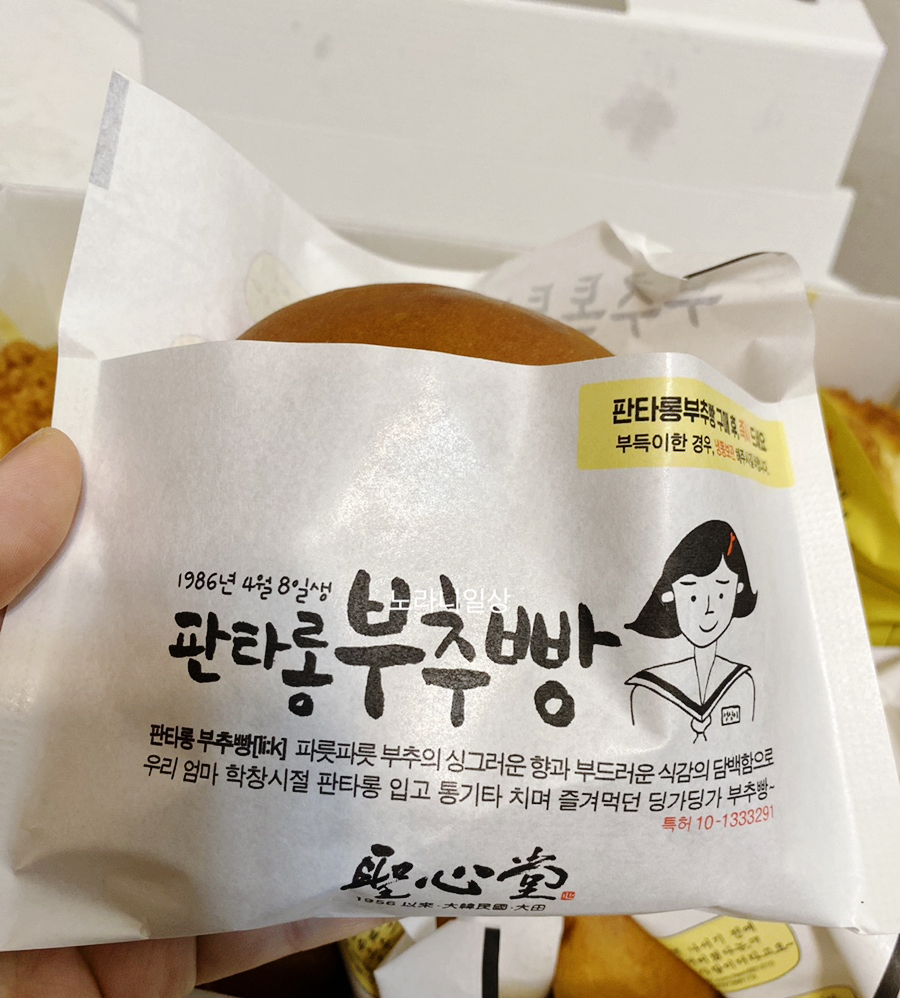 판타롱부추빵 구매 후, 즉시 드세요.
부득이한 경우, 냉동보관 해주시길 바랍니다.
1986년 4월 8일생
노라니일상
판타롱 부추빵
판타롱 부추빵[li:k] 파릇파릇 부추의 싱그러운 향과 부드러운 식감의 담백함으로
우리 엄마 학창시절 판타롱 입고 통기타 치며 즐겨먹던 딩가딩가 부추빵~
특허 10-1333291
聖心堂
1956 以來·大韓民國·大田